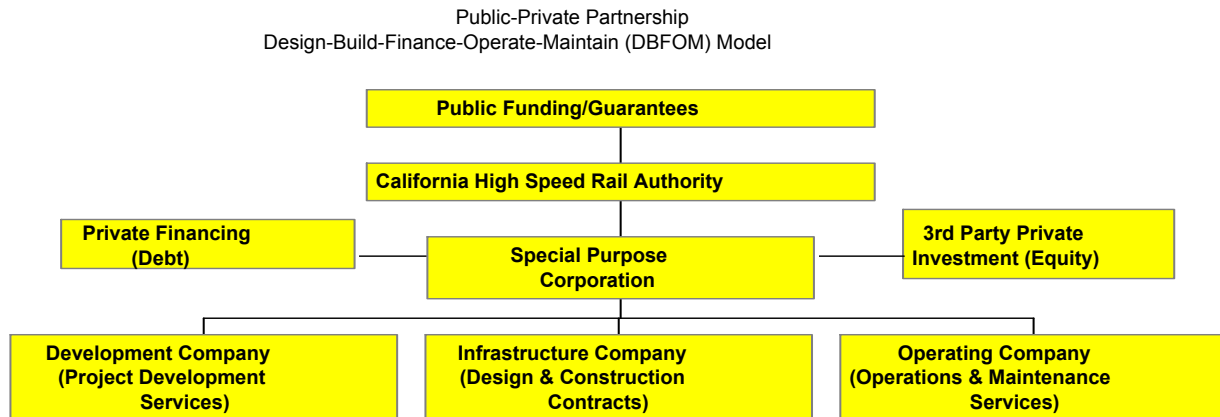 Public-Private Partnership
Design-Build-Finance-Operate-Maintain (DBFOM) Model
Public Funding/Guarantees
California High Speed Rail Authority
Private Financing
(Debt)
Special Purpose
Corporation
3rd Party Private
Investment (Equity)
Development Company
(Project Development
Services)
Infrastructure Company
(Design & Construction
Contracts)
Operating Company
(Operations & Maintenance
Services)